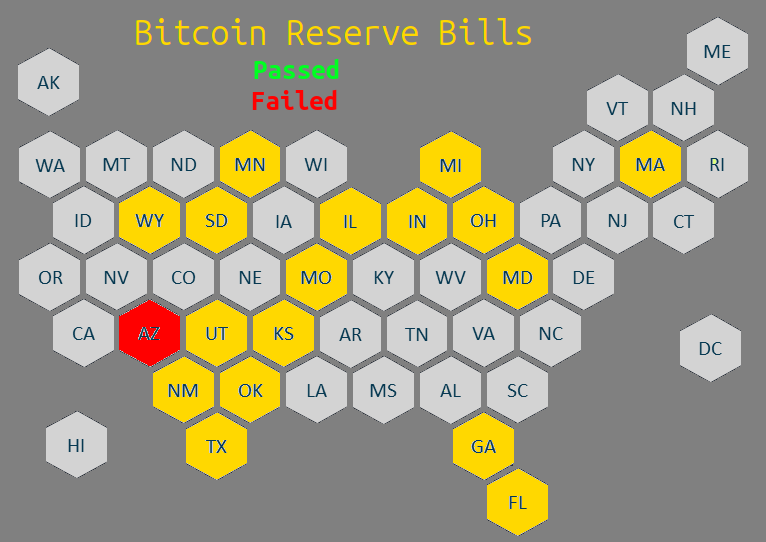 Bitcoin Reserve Bills
Passed
Failed
ME
AK
VT NH
WA MT ND MN WI MI NY MA RI
ID WY SD IA IL IN OH PA NJ CT
OR NV CO NE MO KY WV MD DE
CA AZ UT KS AR TN VA NC
DC
NM OK LA MS AL SC
HI TX GA
FL